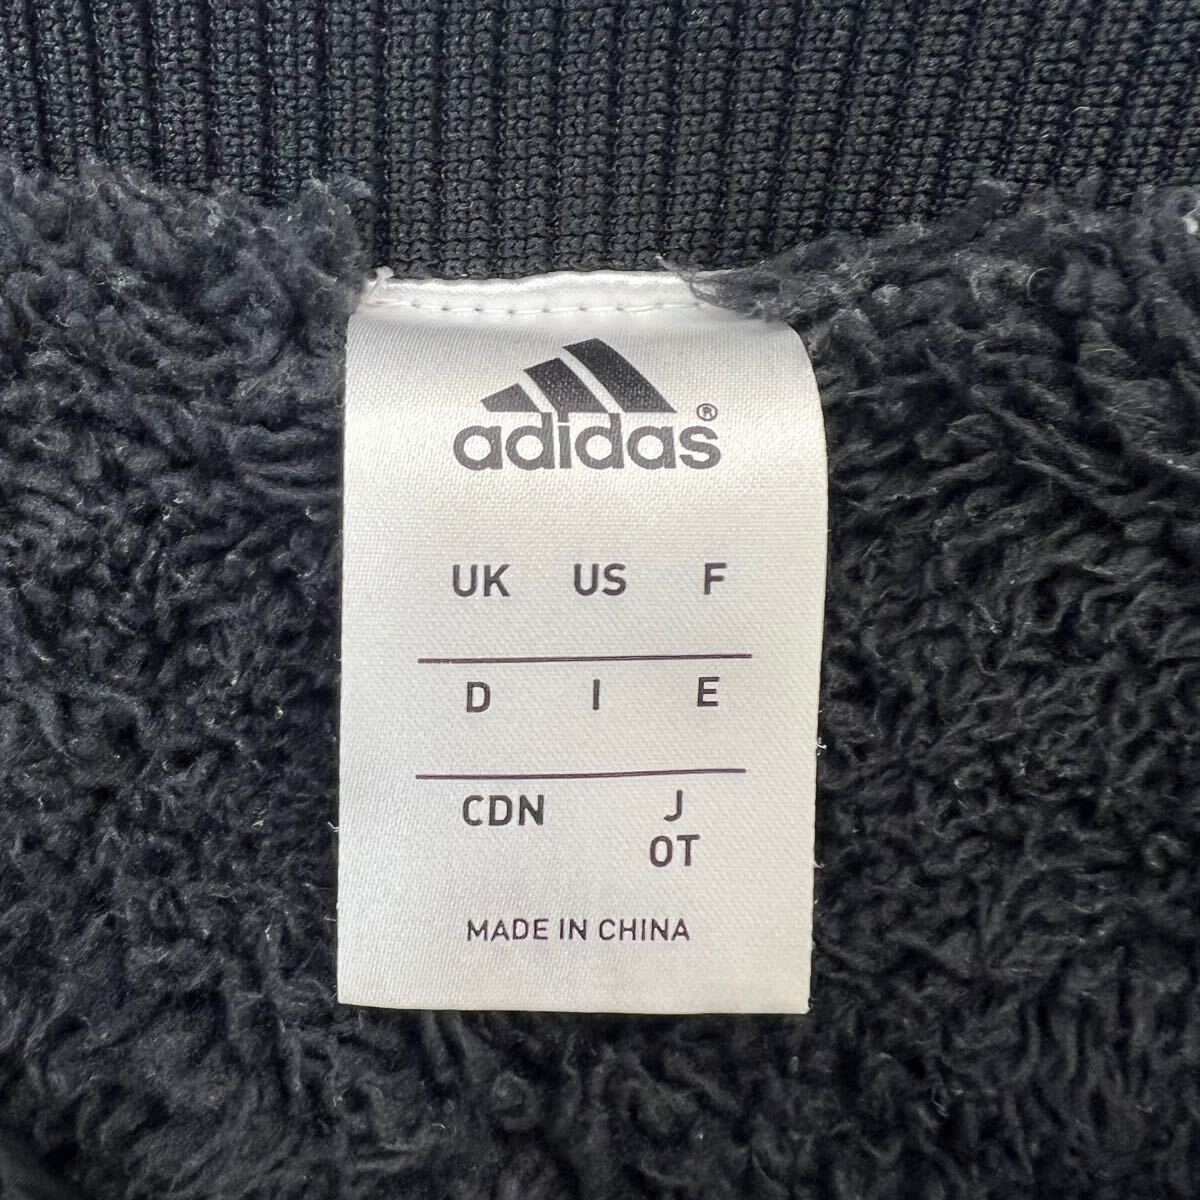 adidas®
UK US F
D I E
CDN J
OT
MADE IN CHINA